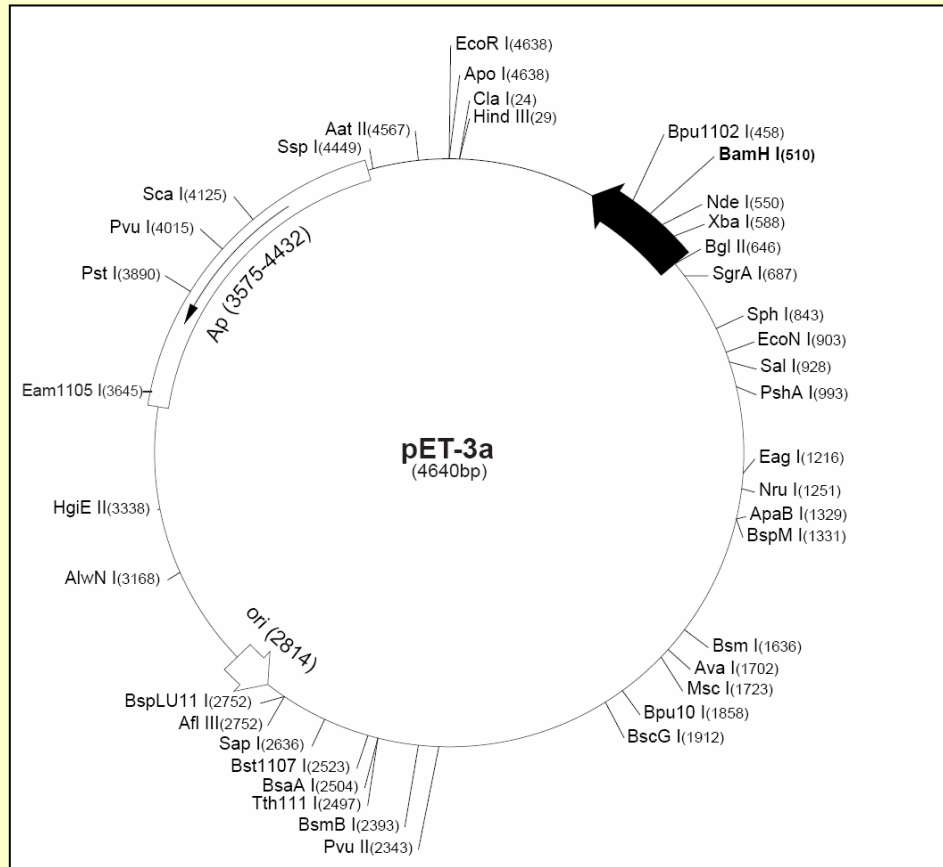 EcoR I(4638)
Apo I(4638)
Cla I(24)
Hind III(29)
Bpu1102 I(458)
BamH I(510)
Nde I(550)
Xba I(588)
Bgl II(646)
SgrA I(687)
Sph I(843)
EcoN I(903)
Sal I(928)
PshA I(993)
Eag I(1216)
Nru I(1251)
ApaB I(1329)
BspM I(1331)
Bsm I(1636)
Ava I(1702)
Msc I(1723)
Bpu10 I(1858)
BscG I(1912)
Pvu II(2343)
BsmB I(2393)
Tth111 I(2497)
BsaA I(2504)
Bst1107 I(2523)
Sap I(2636)
Afl III(2752)
BspLU11 I(2752)
ori (2814)
AlwN I(3168)
HgiE II(3338)
Eam1105 I(3645)
Ap (3575-4432)
Pst I(3890)
Pvu I(4015)
Sca I(4125)
Ssp I(4449)
Aat II(4567)
pET-3a
(4640bp)